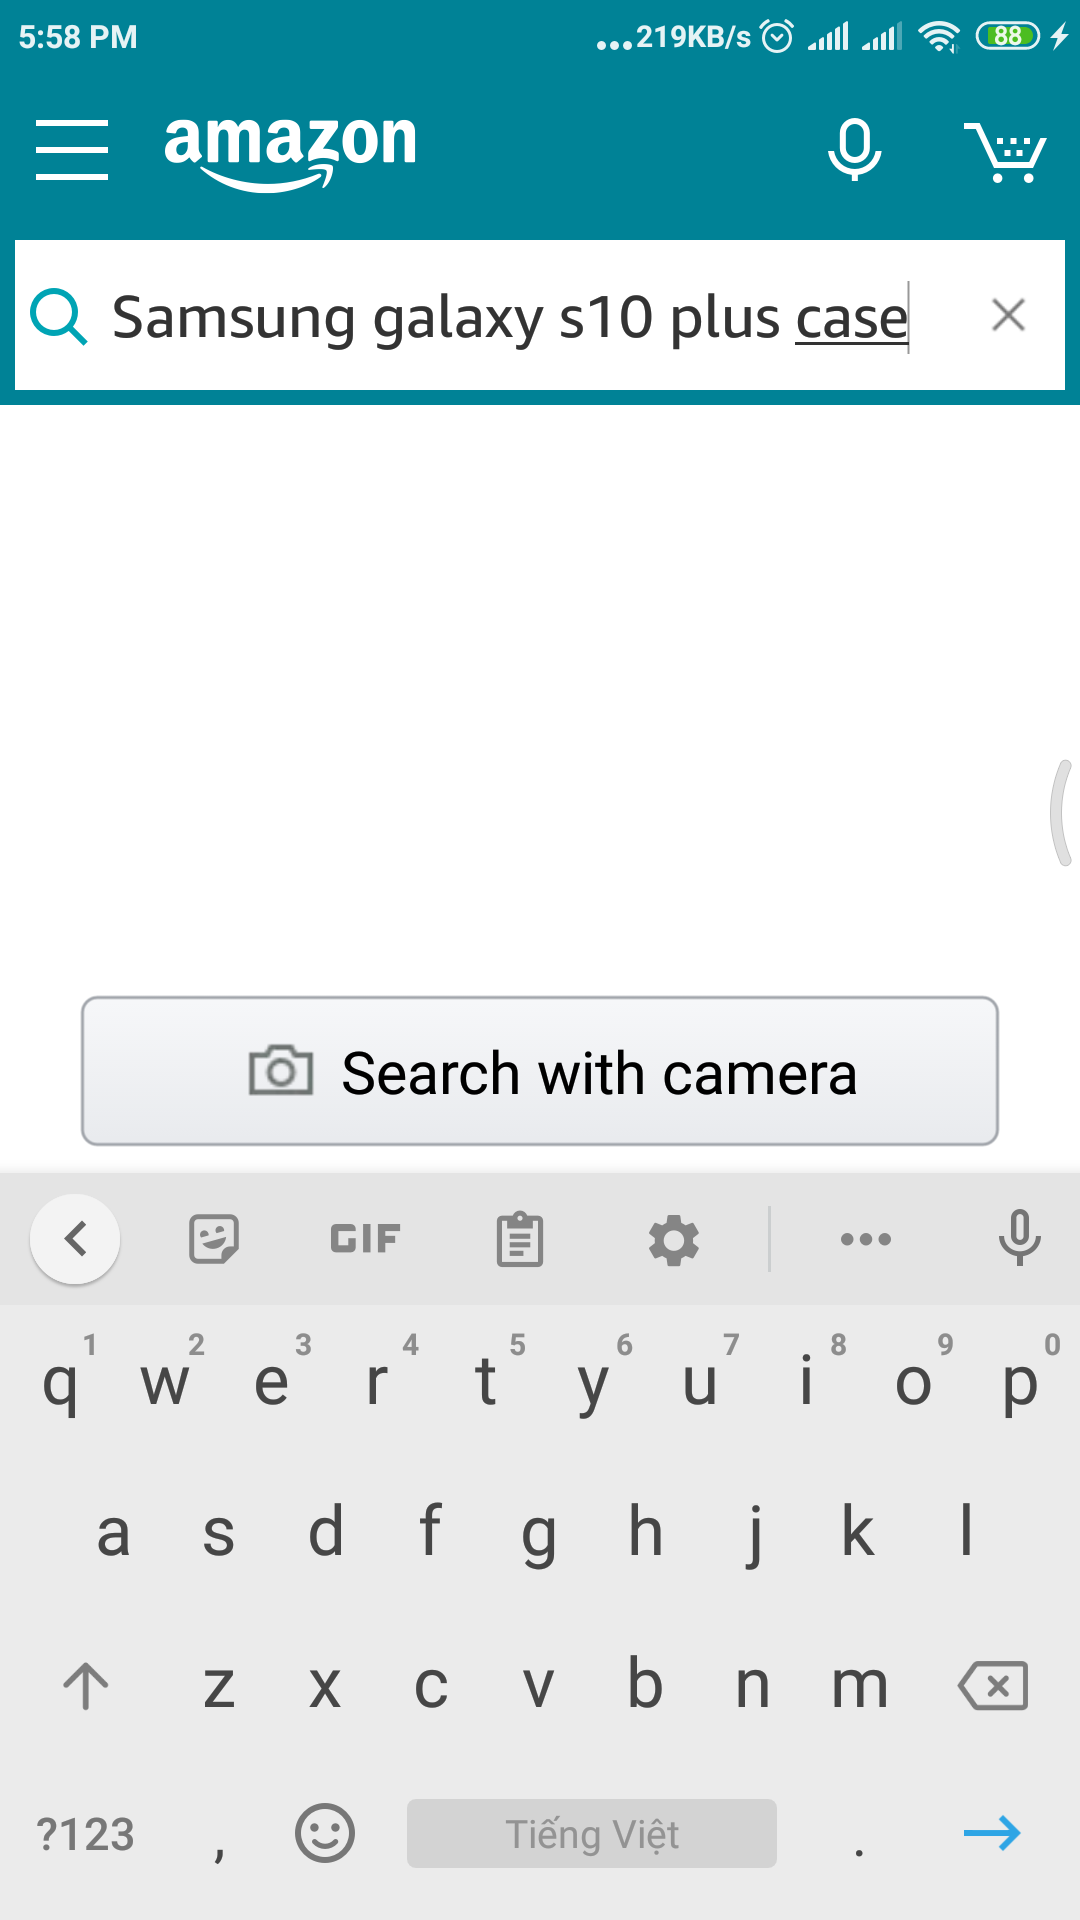 5:58 PM ...219KB/s 88
amazon
Samsung galaxy s10 plus case
Search with camera
GIF
1 2 3 4 5 6 7 8 9 0
q w e r t y u i o p
a s d f g h j k l
z x c v b n m
?123 , Tiếng Việt .